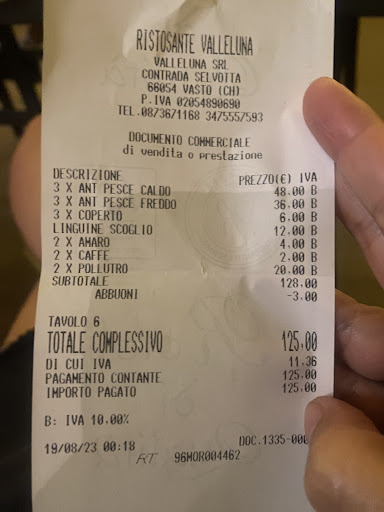 RISTOSANTE VALLELUNA
VALLELUNA SRL
CONTRADA SELVOTTA
66054 VASTO (CH)
P.IVA 02054890690
TEL.0873671168 3475557593
DOCUMENTO COMMERCIALE
di vendita o prestazione
DESCRIZIONE PREZZO(€) IVA
3 X ANT PESCE CALDO 48.00 B
3 X ANT PESCE FREDDO 36.00 B
3 X COPERTO 6.00 B
LINGUINE SCOGLIO 12.00 B
2 X AMARO 4.00 B
2 X CAFFE 2.00 B
2 X POLLUTRO 20.00 B
SUBTOTALE 128.00
ABBUONI -3.00
TAVOLO 6
TOTALE COMPLESSIVO 125.00
DI CUI IVA 11.36
PAGAMENTO CONTANTE 125.00
IMPORTO PAGATO 125.00
B: IVA 10.00%
19/08/23 00:18 DOC.1335-00
RT 96MOR004462